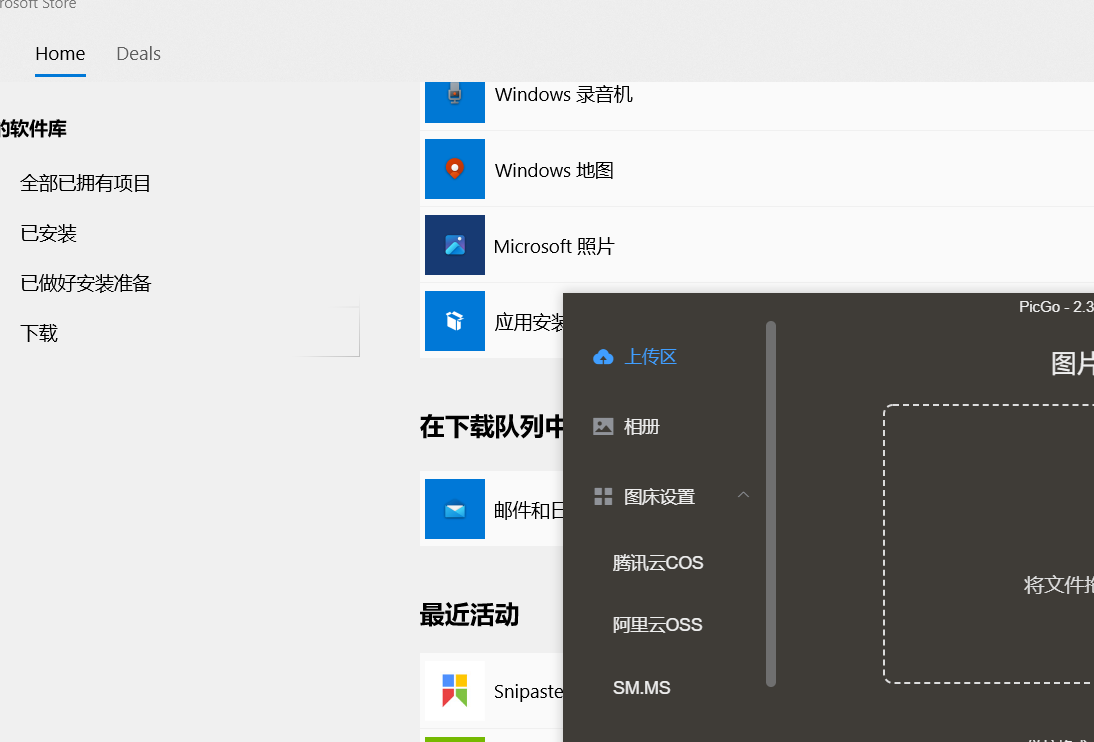 rosoft Store
Home
Deals
的软件库
全部已拥有项目
已安装
已做好安装准备
下载
Windows 录音机
Windows 地图
Microsoft 照片
应用安装
在下载队列中
邮件和日
最近活动
Snipaste
PicGo - 2.3
上传区
相册
图床设置
腾讯云COS
阿里云OSS
SM.MS
图片
将文件拖